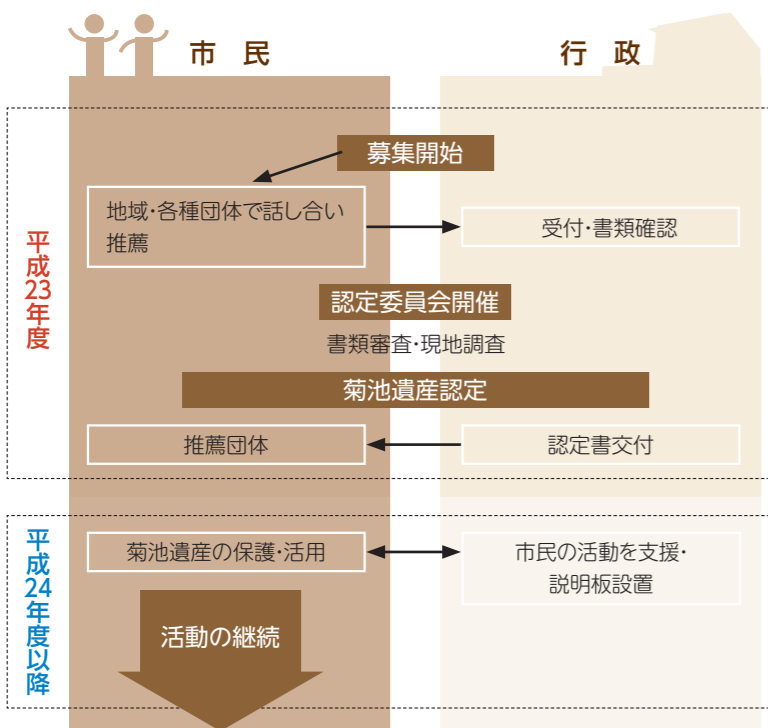 市民
行政
平成23年度
募集開始
地域・各種団体で話し合い
推薦
受付・書類確認
認定委員会開催
書類審査・現地調査
菊池遺産認定
推薦団体
認定書交付
平成24年度以降
菊池遺産の保護・活用
市民の活動を支援・
説明板設置
活動の継続